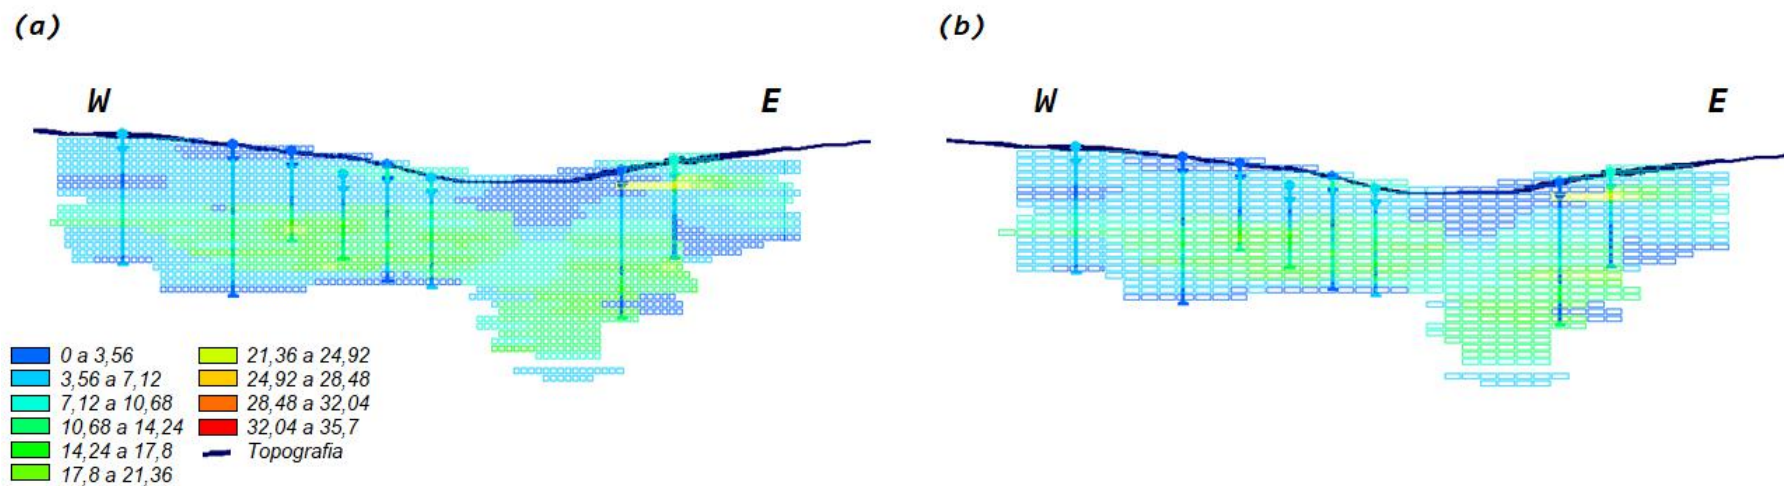 (a)
(b)
W
E
W
E
0 a 3,56
3,56 a 7,12
7,12 a 10,68
10,68 a 14,24
14,24 a 17,8
17,8 a 21,36
21,36 a 24,92
24,92 a 28,48
28,48 a 32,04
32,04 a 35,7
Topografia